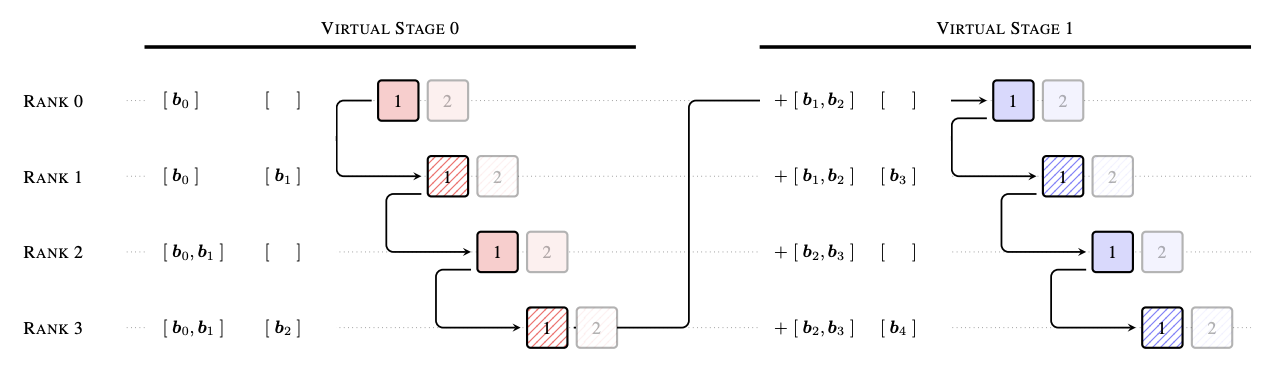 VIRTUAL STAGE 0 VIRTUAL STAGE 1
RANK 0 [ b₀ ] [ ] 1 2 + [ b₁, b₂ ] [ ] 1 2
RANK 1 [ b₀ ] [ b₁ ] 1 2 + [ b₁, b₂ ] [ b₃ ] 1 2
RANK 2 [ b₀, b₁ ] [ ] 1 2 + [ b₂, b₃ ] [ ] 1 2
RANK 3 [ b₀, b₁ ] [ b₂ ] 1 2 + [ b₂, b₃ ] [ b₄ ] 1 2